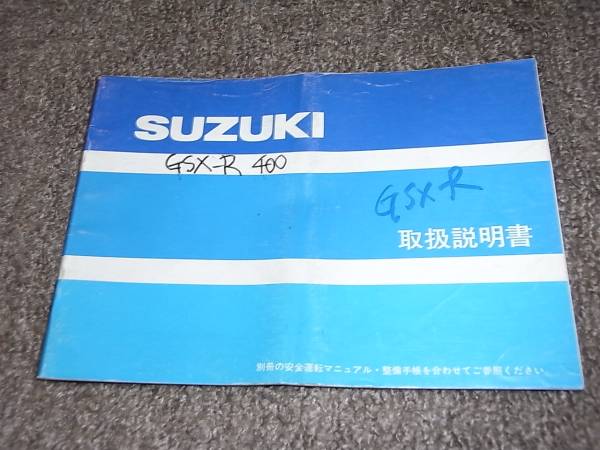 SUZUKI
GSX-R 400
GSX-R
取扱説明書
別冊の安全運転マニュアル・整備手帳を合わせてご参照ください